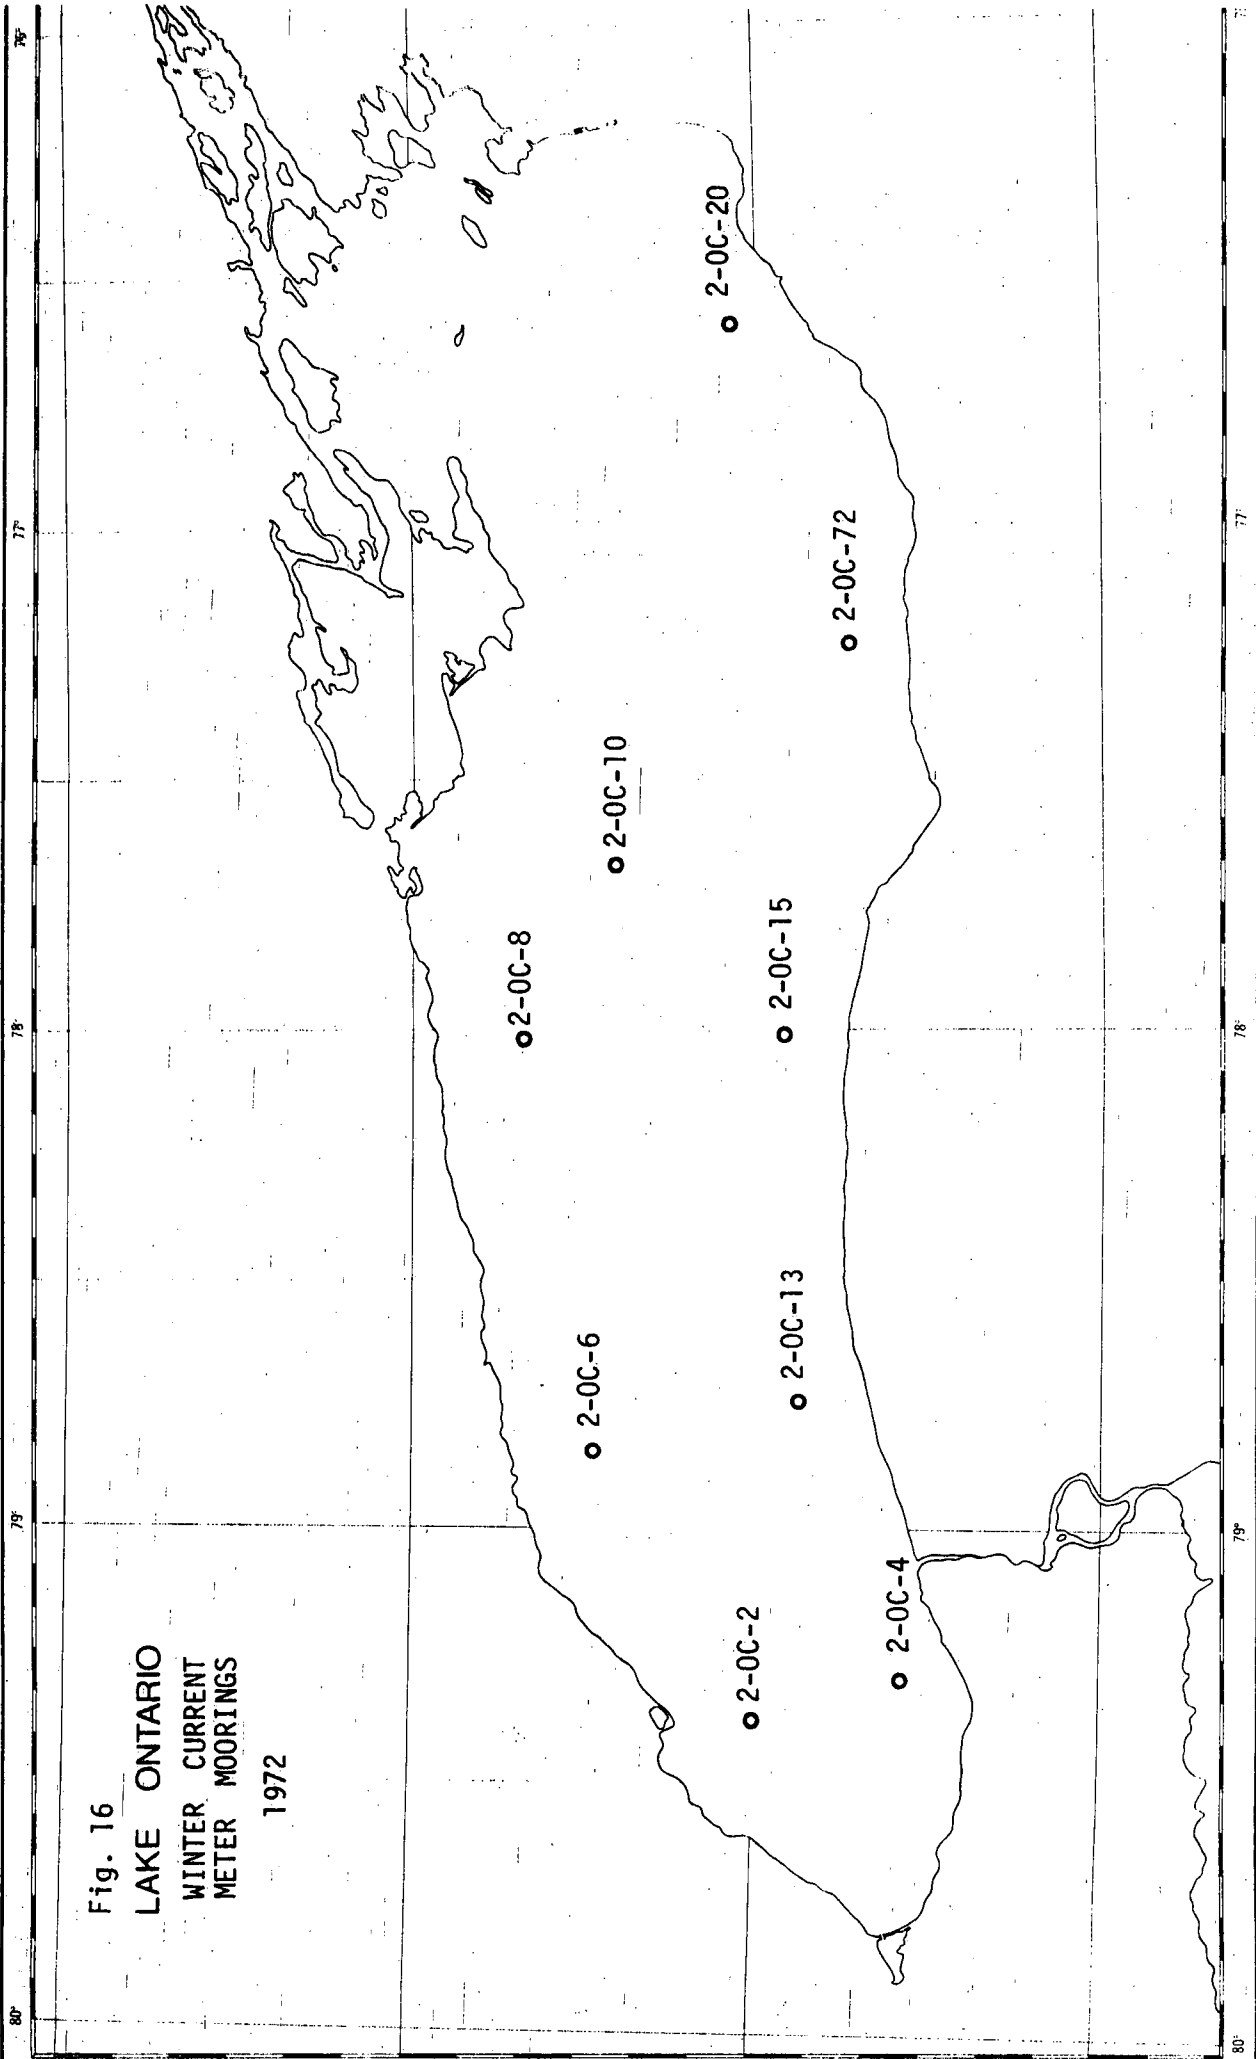 Fig. 16
LAKE ONTARIO
WINTER CURRENT
METER MOORINGS
1972
80°
79°
78°
77°
76°
2-OC-2
2-OC-4
2-OC-6
2-OC-13
2-OC-8
2-OC-15
2-OC-10
2-OC-72
2-OC-20
80°
79°
78°
77°